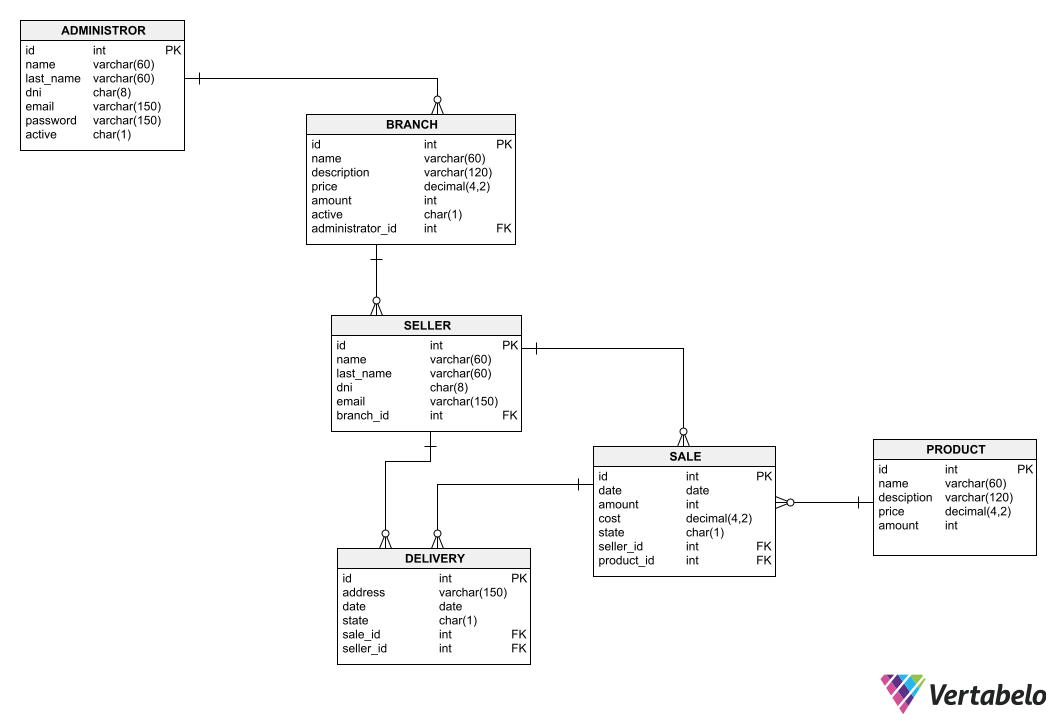 ADMINISTROR
id int PK
name varchar(60)
last_name varchar(60)
dni char(8)
email varchar(150)
password varchar(150)
active char(1)
BRANCH
id int PK
name varchar(60)
description varchar(120)
price decimal(4,2)
amount int
active char(1)
administrator_id int FK
SELLER
id int PK
name varchar(60)
last_name varchar(60)
dni char(8)
email varchar(150)
branch_id int FK
SALE
id int PK
date date
amount int
cost decimal(4,2)
state char(1)
seller_id int FK
product_id int FK
PRODUCT
id int PK
name varchar(60)
desciption varchar(120)
price decimal(4,2)
amount int
DELIVERY
id int PK
address varchar(150)
date date
state char(1)
sale_id int FK
seller_id int FK
Vertabelo